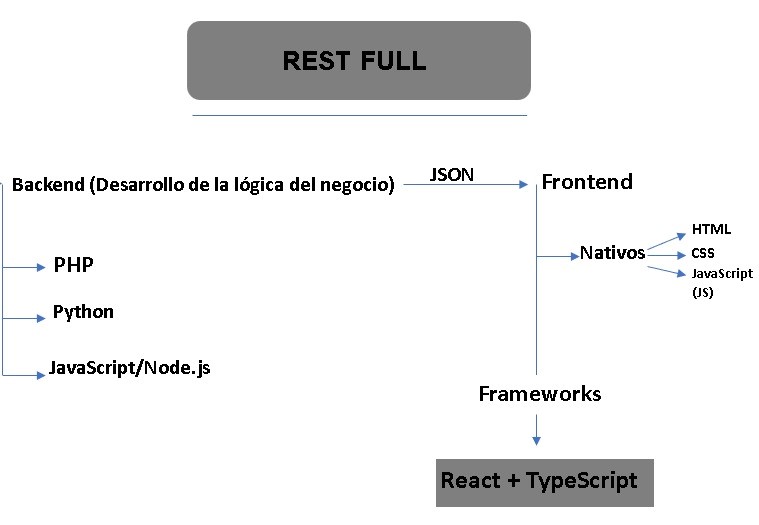 REST FULL
Backend (Desarrollo de la lógica del negocio)
JSON
Frontend
PHP
Python
JavaScript/Node.js
Nativos
HTML
CSS
JavaScript
(JS)
Frameworks
React + TypeScript